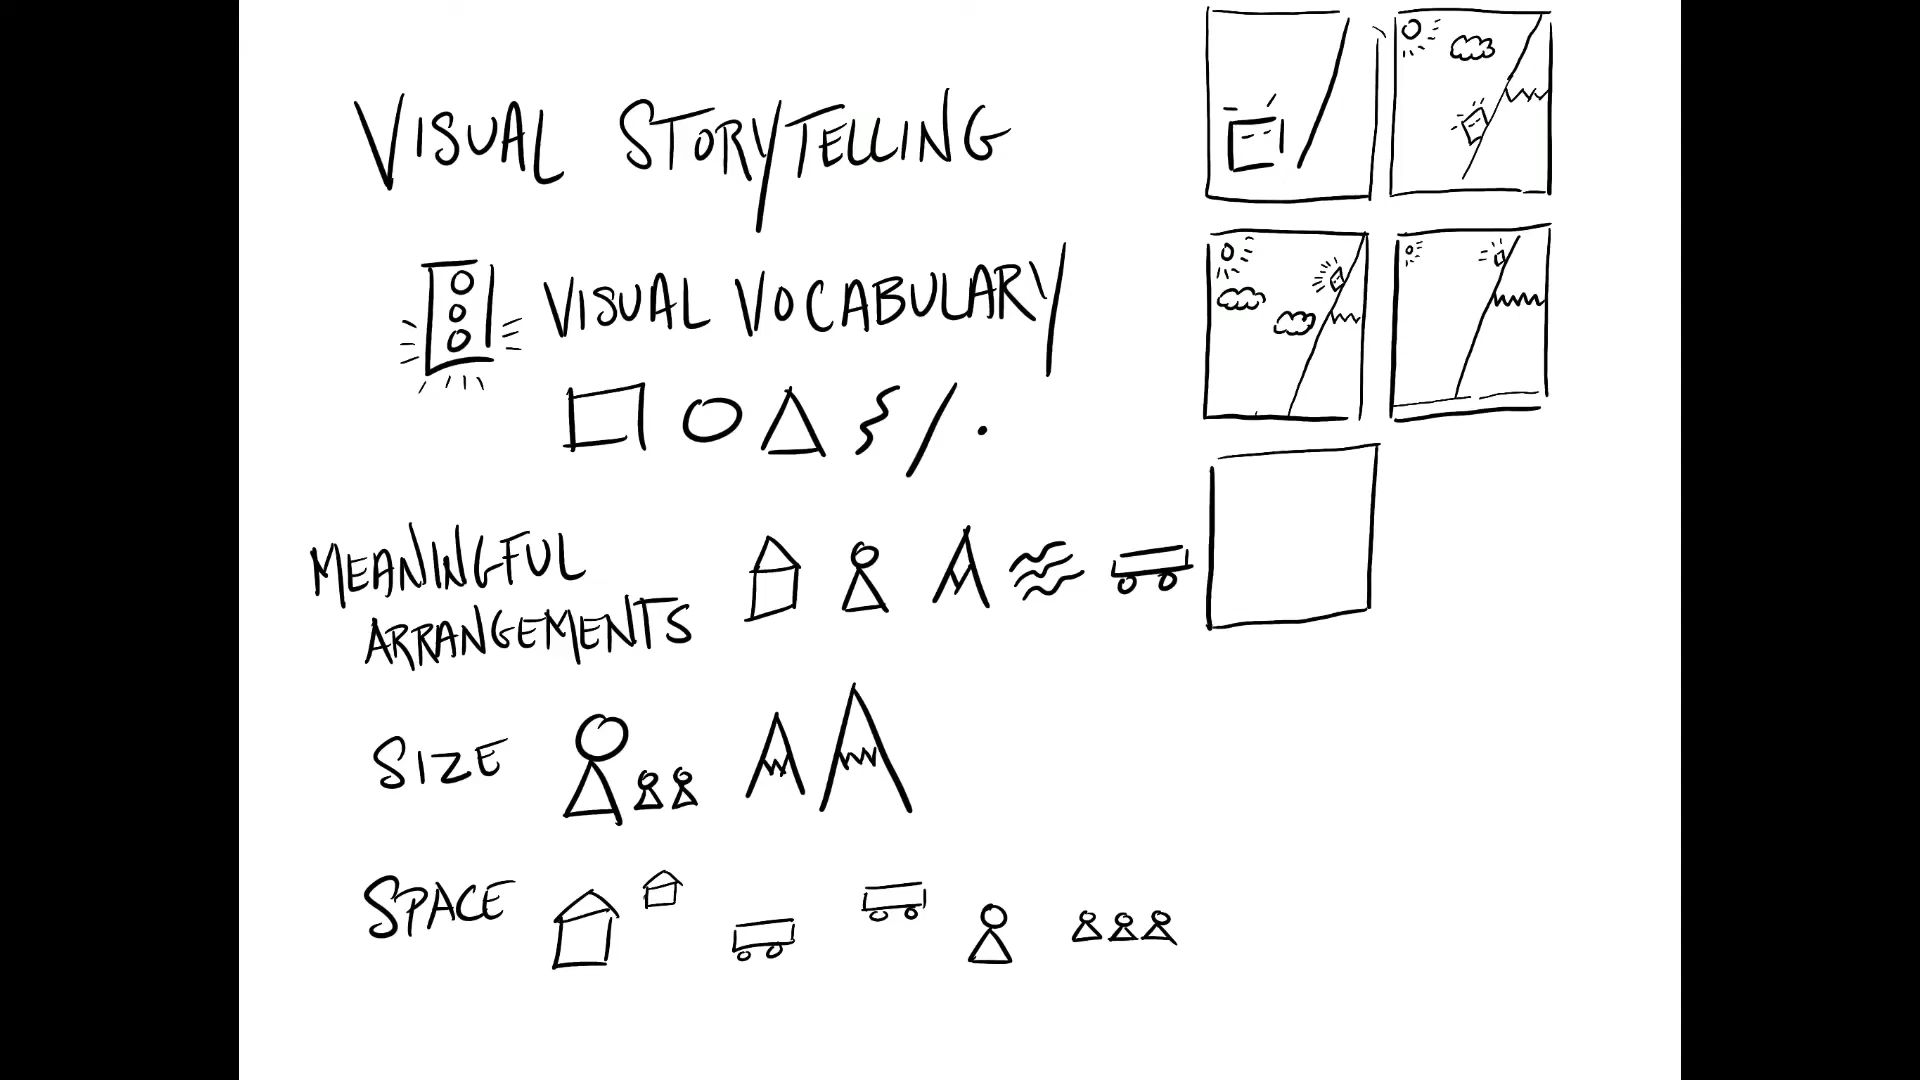 VISUAL STORYTELLING
VISUAL VOCABULARY
MEANINGFUL
ARRANGEMENTS
SIZE
SPACE